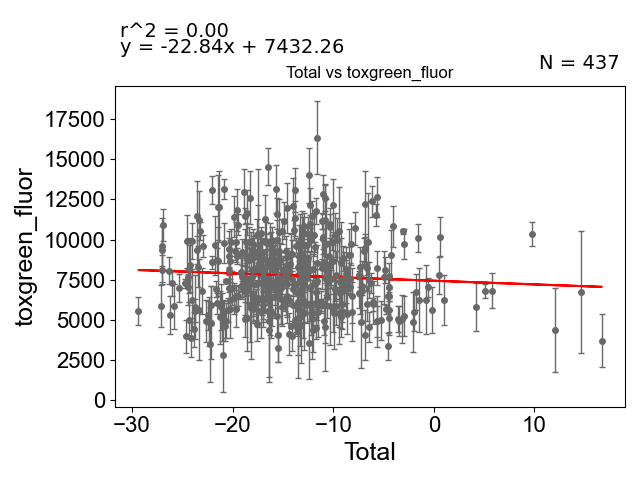 r^2 = 0.00
y = -22.84x + 7432.26
N = 437
Total vs toxgreen_fluor
17500
15000
12500
10000
7500
5000
2500
0
toxgreen_fluor
−30
−20
−10
0
10
Total